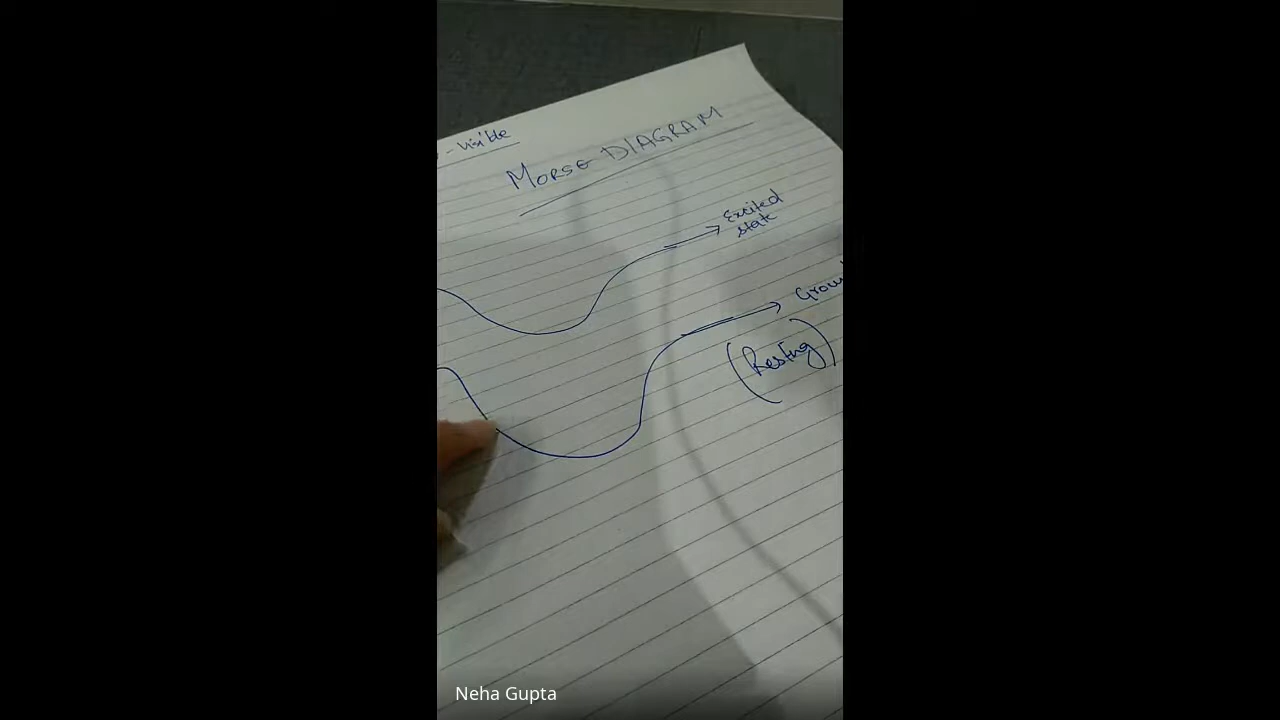 - Visible
MORSE DIAGRAM
Excited
state
Groun
(Resting)
Neha Gupta